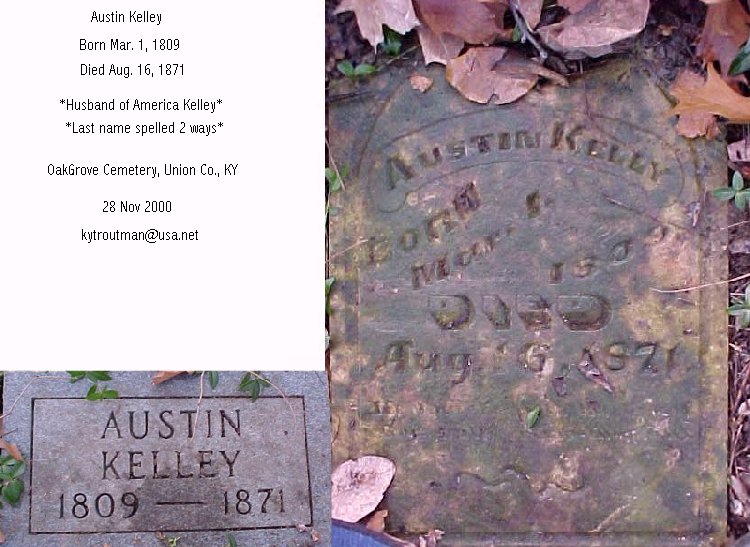 Austin Kelley
Born Mar. 1, 1809
Died Aug. 16, 1871
*Husband of America Kelley*
*Last name spelled 2 ways*
OakGrove Cemetery, Union Co., KY
28 Nov 2000
kytroutman@usa.net
AUSTIN
KELLEY
1809 — 1871
AUSTIN KELLY
BORN
Mar. 1.
DIED
Aug. 16, 1871